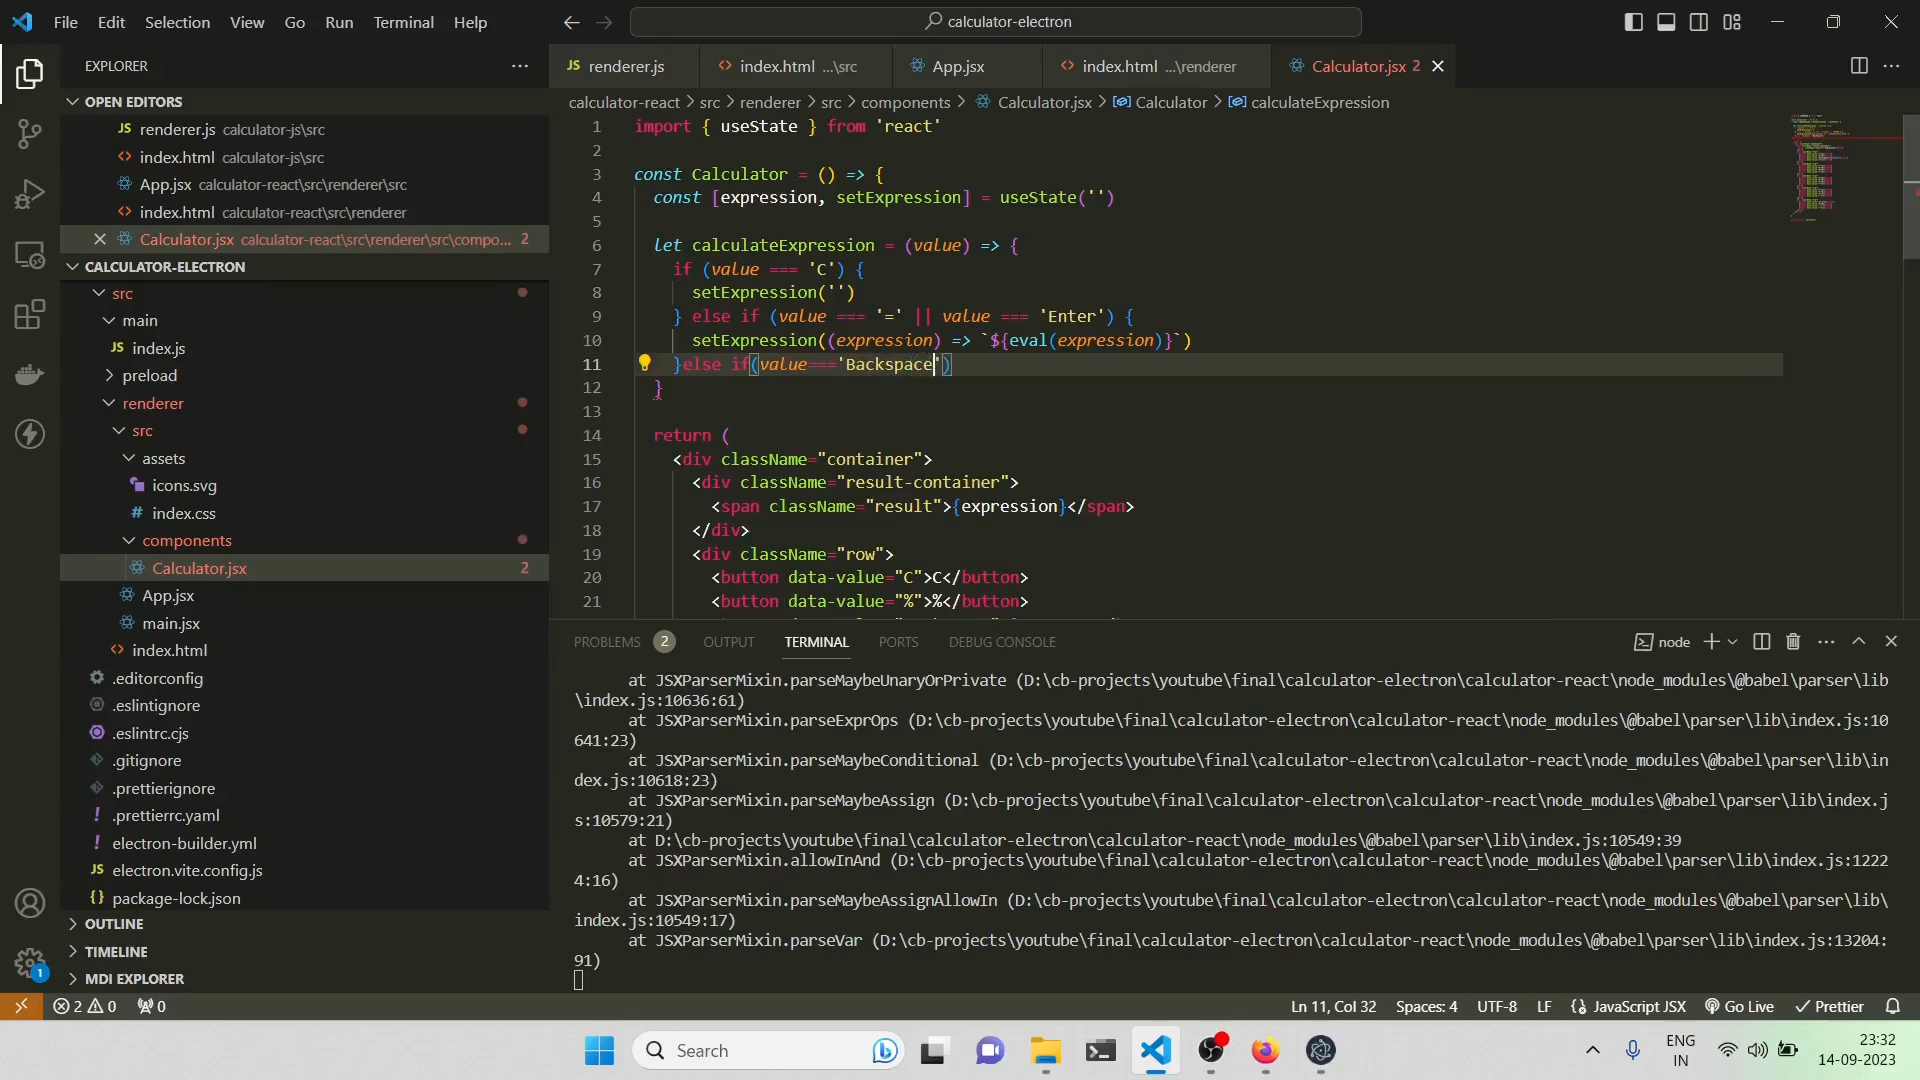 File Edit Selection View Go Run Terminal Help
calculator-electron
EXPLORER
OPEN EDITORS
renderer.js calculator-js\src
index.html calculator-js\src
App.jsx calculator-react\src\renderer\src
index.html calculator-react\src\renderer
Calculator.jsx calculator-react\src\renderer\src\compo... 2
CALCULATOR-ELECTRON
src
main
JS index.js
preload
renderer
src
assets
icons.svg
# index.css
components
Calculator.jsx 2
App.jsx
main.jsx
index.html
.editorconfig
.eslintignore
.eslintrc.cjs
.gitignore
.prettierignore
.prettierrc.yaml
electron-builder.yml
JS electron.vite.config.js
{} package-lock.json
OUTLINE
TIMELINE
MDI EXPLORER
JS renderer.js
index.html ...\src
App.jsx
index.html ...\renderer
Calculator.jsx 2
calculator-react > src > renderer > src > components > Calculator.jsx > Calculator > calculateExpression
1 import { useState } from 'react'
2
3 const Calculator = () => {
4 const [expression, setExpression] = useState('')
5
6 let calculateExpression = (value) => {
7 if (value === 'C') {
8 setExpression('')
9 } else if (value === '=' || value === 'Enter') {
10 setExpression((expression) => `${eval(expression)}`)
11 }else if(value==='Backspace')
12 }
13
14 return (
15 <div className="container">
16 <div className="result-container">
17 <span className="result">{expression}</span>
18 </div>
19 <div className="row">
20 <button data-value="C">C</button>
21 <button data-value="%">%</button>
PROBLEMS 2 OUTPUT TERMINAL PORTS DEBUG CONSOLE
node
at JSXParserMixin.parseMaybeUnaryOrPrivate (D:\cb-projects\youtube\final\calculator-electron\calculator-react\node_modules\@babel\parser\lib
\index.js:10636:61)
at JSXParserMixin.parseExprOps (D:\cb-projects\youtube\final\calculator-electron\calculator-react\node_modules\@babel\parser\lib\index.js:10
641:23)
at JSXParserMixin.parseMaybeConditional (D:\cb-projects\youtube\final\calculator-electron\calculator-react\node_modules\@babel\parser\lib\in
dex.js:10618:23)
at JSXParserMixin.parseMaybeAssign (D:\cb-projects\youtube\final\calculator-electron\calculator-react\node_modules\@babel\parser\lib\index.j
s:10579:21)
at D:\cb-projects\youtube\final\calculator-electron\calculator-react\node_modules\@babel\parser\lib\index.js:10549:39
at JSXParserMixin.allowInAnd (D:\cb-projects\youtube\final\calculator-electron\calculator-react\node_modules\@babel\parser\lib\index.js:1222
4:16)
at JSXParserMixin.parseMaybeAssignAllowIn (D:\cb-projects\youtube\final\calculator-electron\calculator-react\node_modules\@babel\parser\lib\
index.js:10549:17)
at JSXParserMixin.parseVar (D:\cb-projects\youtube\final\calculator-electron\calculator-react\node_modules\@babel\parser\lib\index.js:13204:
91)
1
2 0 0
Ln 11, Col 32 Spaces: 4 UTF-8 LF {} JavaScript JSX Go Live Prettier
Search
ENG
IN
23:32
14-09-2023